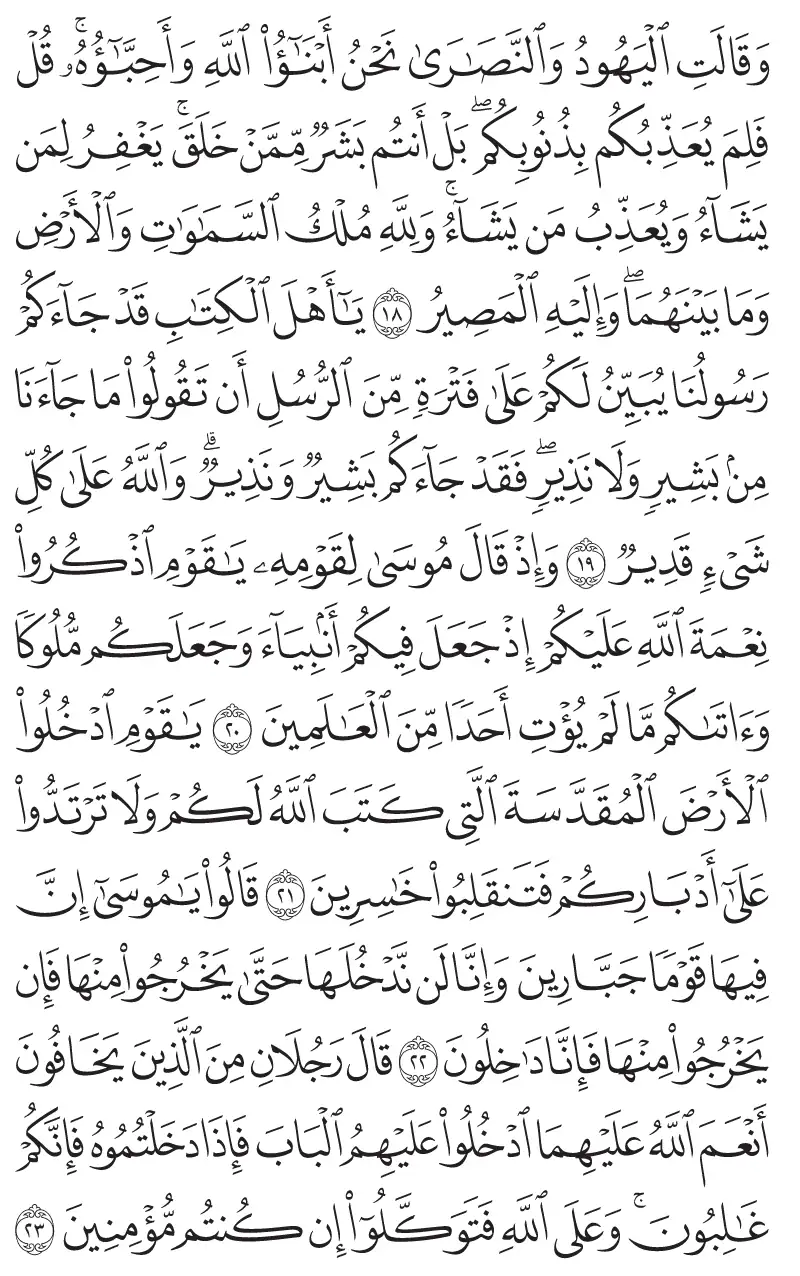 وَقَالَتِ ٱلْيَهُودُ وَٱلنَّصَـٰرَىٰ نَحْنُ أَبْنَـٰٓؤُا۟ ٱللَّهِ وَأَحِبَّـٰٓؤُهُۥ ۚ قُلْ
فَلِمَ يُعَذِّبُكُم بِذُنُوبِكُم ۖ بَلْ أَنتُم بَشَرٌ مِّمَّنْ خَلَقَ ۚ يَغْفِرُ لِمَن
يَشَآءُ وَيُعَذِّبُ مَن يَشَآءُ ۚ وَلِلَّهِ مُلْكُ ٱلسَّمَـٰوَٰتِ وَٱلْأَرْضِ
وَمَا بَيْنَهُمَا ۖ وَإِلَيْهِ ٱلْمَصِيرُ ١٨ يَـٰٓأَهْلَ ٱلْكِتَـٰبِ قَدْ جَآءَكُمْ
رَسُولُنَا يُبَيِّنُ لَكُمْ عَلَىٰ فَتْرَةٍ مِّنَ ٱلرُّسُلِ أَن تَقُولُوا۟ مَا جَآءَنَا
مِنۢ بَشِيرٍ وَلَا نَذِيرٍ ۖ فَقَدْ جَآءَكُم بَشِيرٌ وَنَذِيرٌ ۗ وَٱللَّهُ عَلَىٰ كُلِّ
شَىْءٍ قَدِيرٌ ١٩ وَإِذْ قَالَ مُوسَىٰ لِقَوْمِهِۦ يَـٰقَوْمِ ٱذْكُرُوا۟
نِعْمَةَ ٱللَّهِ عَلَيْكُمْ إِذْ جَعَلَ فِيكُمْ أَنۢبِيَآءَ وَجَعَلَكُم مُّلُوكًا
وَءَاتَىٰكُم مَّا لَمْ يُؤْتِ أَحَدًا مِّنَ ٱلْعَـٰلَمِينَ ٢٠ يَـٰقَوْمِ ٱدْخُلُوا۟
ٱلْأَرْضَ ٱلْمُقَدَّسَةَ ٱلَّتِى كَتَبَ ٱللَّهُ لَكُمْ وَلَا تَرْتَدُّوا۟
عَلَىٰٓ أَدْبَارِكُمْ فَتَنقَلِبُوا۟ خَـٰسِرِينَ ٢١ قَالُوا۟ يَـٰمُوسَىٰٓ إِنَّ
فِيهَا قَوْمًا جَبَّارِينَ وَإِنَّا لَن نَّدْخُلَهَا حَتَّىٰ يَخْرُجُوا۟ مِنْهَا فَإِن
يَخْرُجُوا۟ مِنْهَا فَإِنَّا دَٰخِلُونَ ٢٢ قَالَ رَجُلَانِ مِنَ ٱلَّذِينَ يَخَافُونَ
أَنْعَمَ ٱللَّهُ عَلَيْهِمَا ٱدْخُلُوا۟ عَلَيْهِمُ ٱلْبَابَ فَإِذَا دَخَلْتُمُوهُ فَإِنَّكُمْ
غَـٰلِبُونَ ۚ وَعَلَى ٱللَّهِ فَتَوَكَّلُوٓا۟ إِن كُنتُم مُّؤْمِنِينَ ٢٣